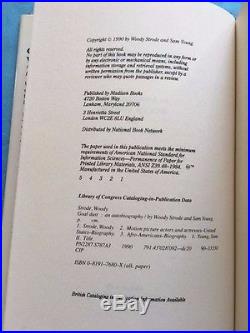 Copyright © 1990 by Woody Strode and Sam Young
All rights reserved.
No part of this book may be reproduced in any form or
by any electronic or mechanical means, including
information storage and retrieval systems, without
written permission from the publisher, except by
a reviewer who may quote passages in a review.
Published by Madison Books
4720 Boston Way
Lanham, Maryland 20706
3 Henrietta Street
London WC2E 8LU England
Distributed by National Book Network
The paper used in this publication meets the minimum
requirements of American National Standard for
Information Sciences—Permanence of Paper for
Printed Library Materials, ANSI Z39.48–1984.
Manufactured in the United States of America.
5 4 3 2 1
Library of Congress Cataloging-in-Publication Data
Strode, Woody
Goal dust : an autobiography / by Woody Strode and Sam Young.
p. cm.
1. Strode, Woody. 2. Motion picture actors and actresses—United
States—Biography. 3. Afro-Americans—Biography. I. Young, Sam
II. Title.
PN2287.S787A3 1990
791.43'028'092—dc20
ISBN 0-8191-7680-X (alk. paper)
British Cataloging in Information Available